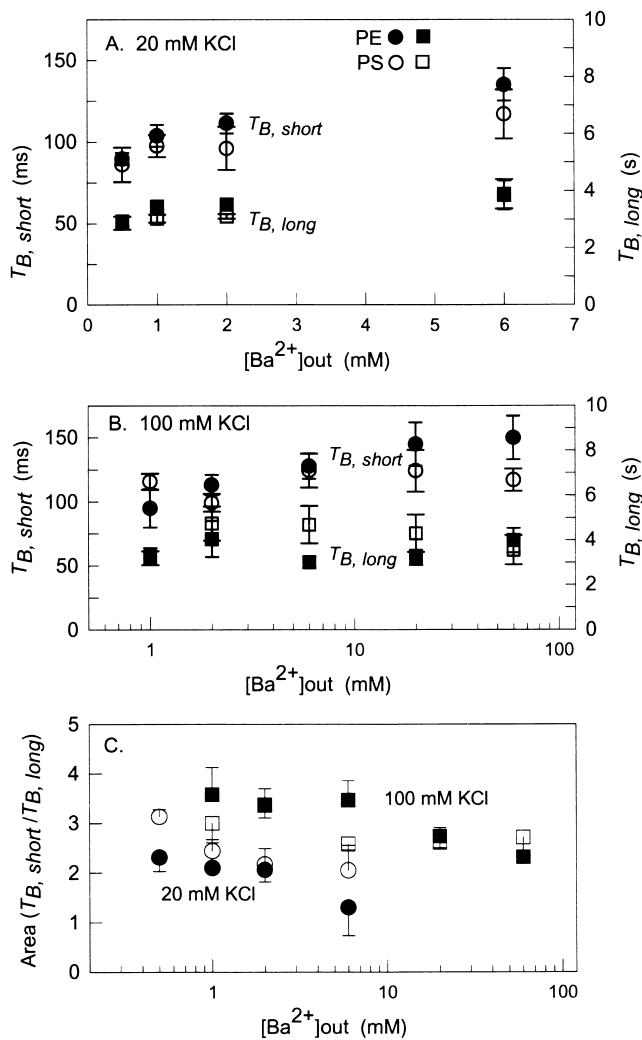 A. 20 mM KCl
PE
PS
T_B, short
T_B, long
150
100
50
0
T_B, short (ms)
10
8
6
4
2
0
T_B, long (s)
0 1 2 3 4 5 6 7
[Ba²⁺]out (mM)
B. 100 mM KCl
T_B, short
T_B, long
150
100
50
0
T_B, short (ms)
10
8
6
4
2
0
T_B, long (s)
1 10 100
[Ba²⁺]out (mM)
C.
100 mM KCl
20 mM KCl
5
4
3
2
1
0
Area (T_B, short /T_B, long)
1 10 100
[Ba²⁺]out (mM)